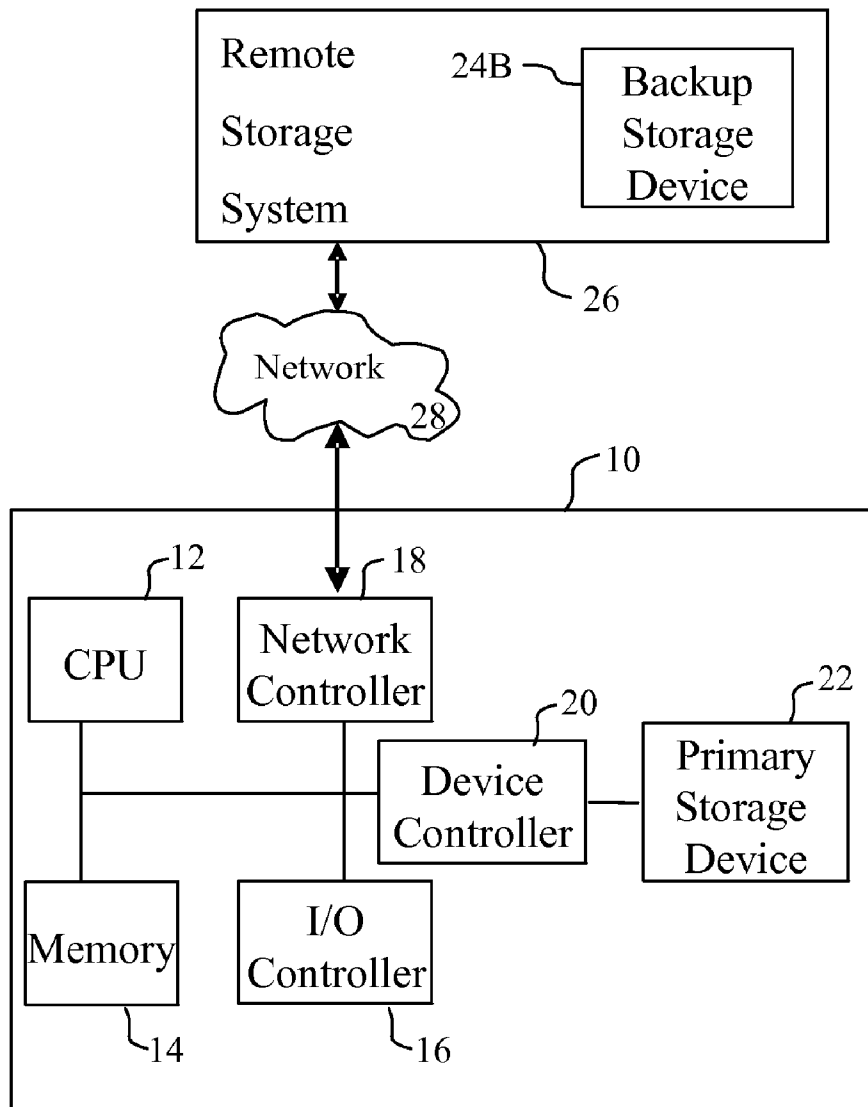 Remote
Storage
System
24B
Backup
Storage
Device
26
Network
28
10
12
CPU
18
Network
Controller
20
Device
Controller
22
Primary
Storage
Device
Memory
14
I/O
Controller
16